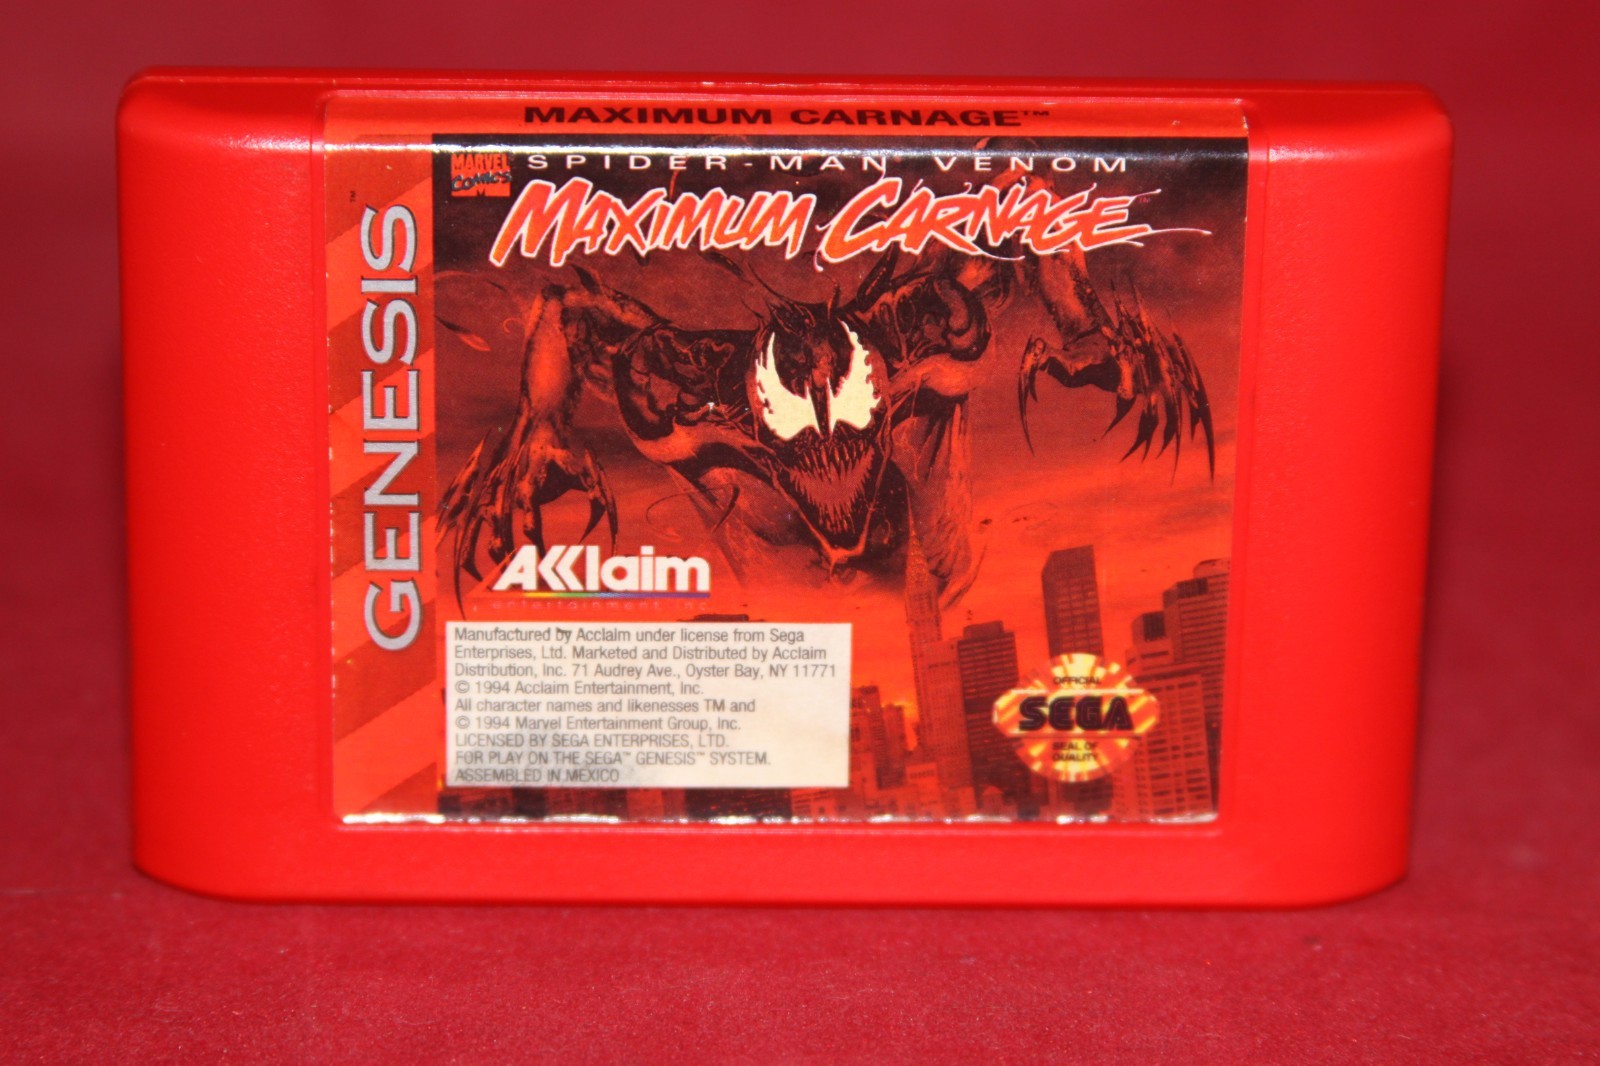 MAXIMUM CARNAGE™
MARVEL
COMICS
M
SPIDER-MAN VENOM
MAXIMUM CARNAGE™
GENESIS™
Acclaim
entertainment inc.
Manufactured by Acclaim under license from Sega
Enterprises, Ltd. Marketed and Distributed by Acclaim
Distribution, Inc. 71 Audrey Ave., Oyster Bay, NY 11771
© 1994 Acclaim Entertainment, Inc.
All character names and likenesses TM and
© 1994 Marvel Entertainment Group, Inc.
LICENSED BY SEGA ENTERPRISES, LTD.
FOR PLAY ON THE SEGA™ GENESIS™ SYSTEM.
ASSEMBLED IN MEXICO
OFFICIAL
SEGA
SEAL OF
QUALITY